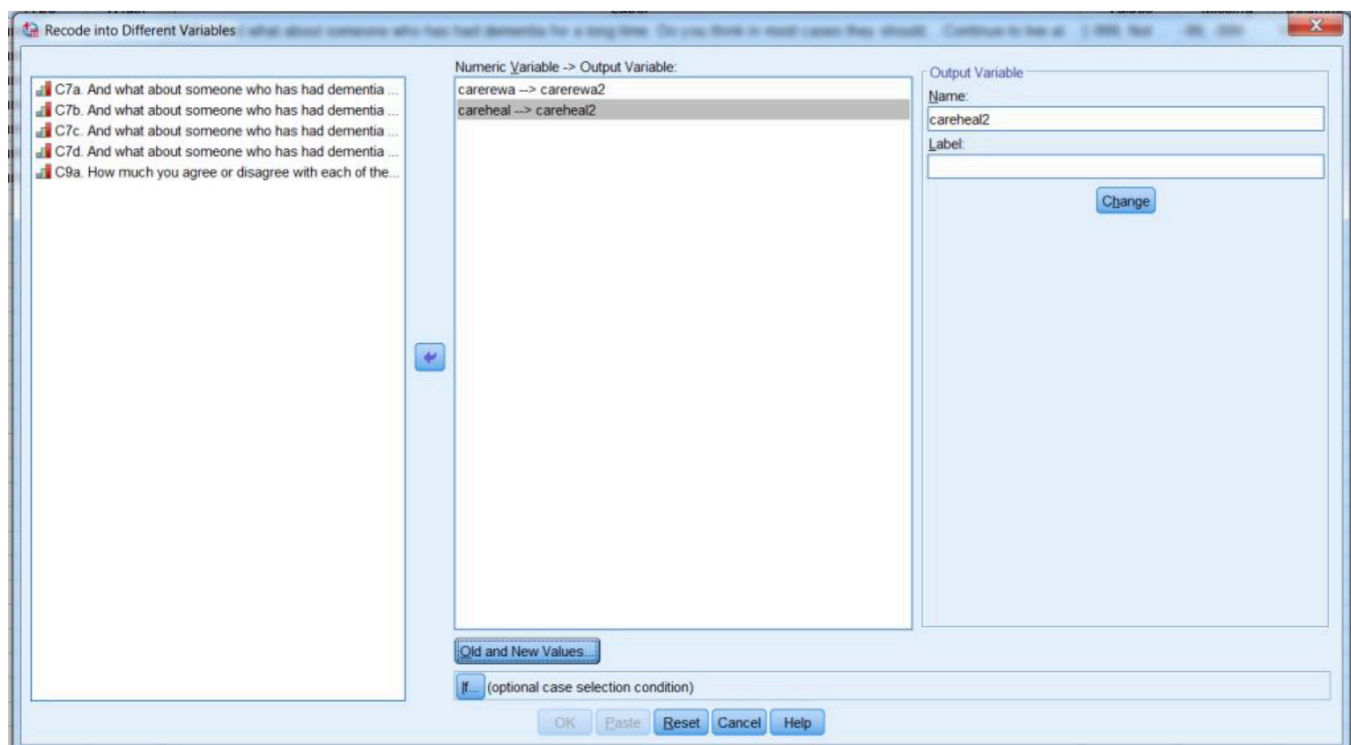 Recode into Different Variables
C7a. And what about someone who has had dementia ...
C7b. And what about someone who has had dementia ...
C7c. And what about someone who has had dementia ...
C7d. And what about someone who has had dementia ...
C9a. How much you agree or disagree with each of the...
Numeric Variable -> Output Variable:
carerewa --> carerewa2
careheal --> careheal2
Output Variable
Name:
careheal2
Label:
Change
Old and New Values...
If... (optional case selection condition)
OK Paste Reset Cancel Help